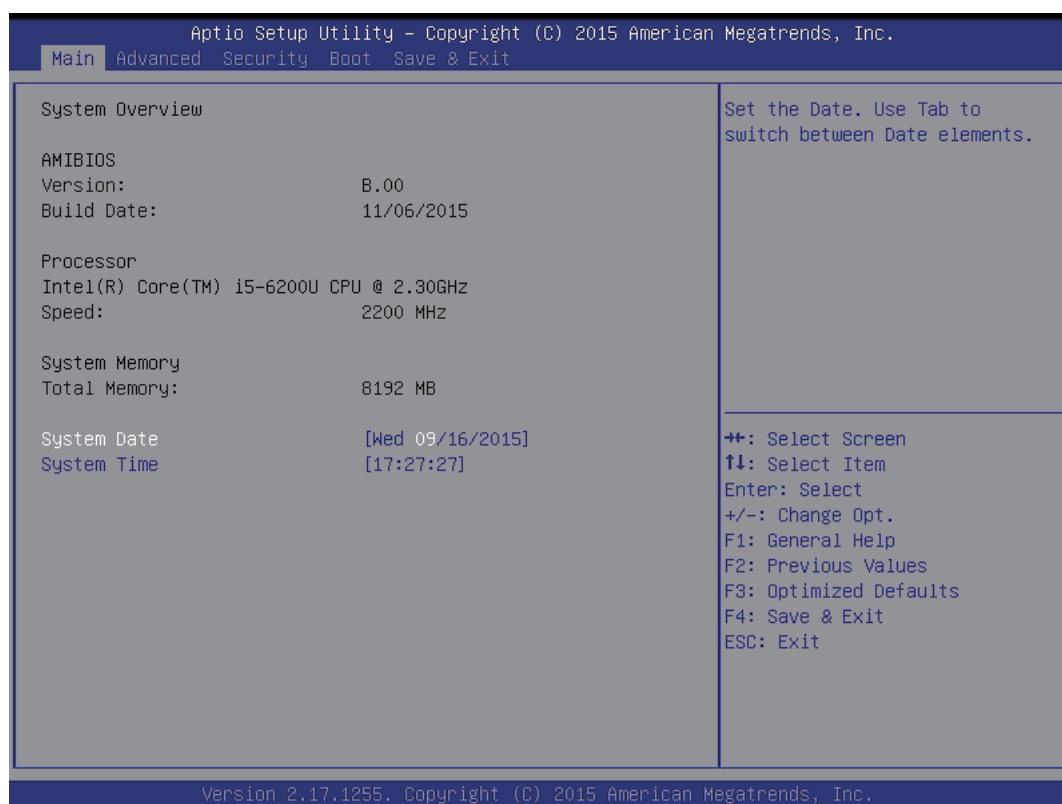 Aptio Setup Utility – Copyright (C) 2015 American Megatrends, Inc.
Main Advanced Security Boot Save & Exit
System Overview
AMIBIOS
Version: B.00
Build Date: 11/06/2015
Processor
Intel(R) Core(TM) i5-6200U CPU @ 2.30GHz
Speed: 2200 MHz
System Memory
Total Memory: 8192 MB
System Date [Wed 09/16/2015]
System Time [17:27:27]
Set the Date. Use Tab to
switch between Date elements.
→←: Select Screen
↑↓: Select Item
Enter: Select
+/-: Change Opt.
F1: General Help
F2: Previous Values
F3: Optimized Defaults
F4: Save & Exit
ESC: Exit
Version 2.17.1255. Copyright (C) 2015 American Megatrends, Inc.